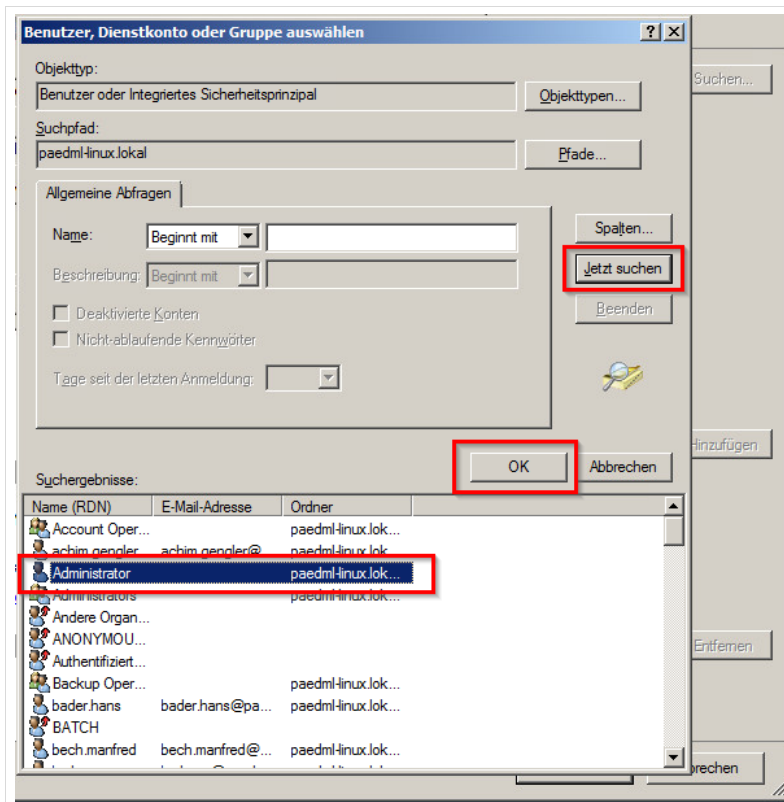 Benutzer, Dienstkonto oder Gruppe auswählen
Objekttyp:
Benutzer oder Integriertes Sicherheitsprinzipal
Objekttypen...
Suchen...
Suchpfad:
paedml-linux.lokal
Pfade...
Allgemeine Abfragen
Name: Beginnt mit
Spalten...
Beschreibung: Beginnt mit
Jetzt suchen
Deaktivierte Konten
Beenden
Nicht-ablaufende Kennwörter
Tage seit der letzten Anmeldung:
Hinzufügen
OK
Abbrechen
Suchergebnisse:
Name (RDN) E-Mail-Adresse Ordner
Account Oper... paedml-linux.lok...
achim.gengler achim.gengler@... paedml-linux.lok...
Administrator paedml-linux.lok...
Administrators paedml-linux.lok...
Andere Organ...
ANONYMOU...
Authentifiziert...
Entfernen
Backup Oper... paedml-linux.lok...
bader.hans bader.hans@pa... paedml-linux.lok...
BATCH
bech.manfred bech.manfred@... paedml-linux.lok...
brechen